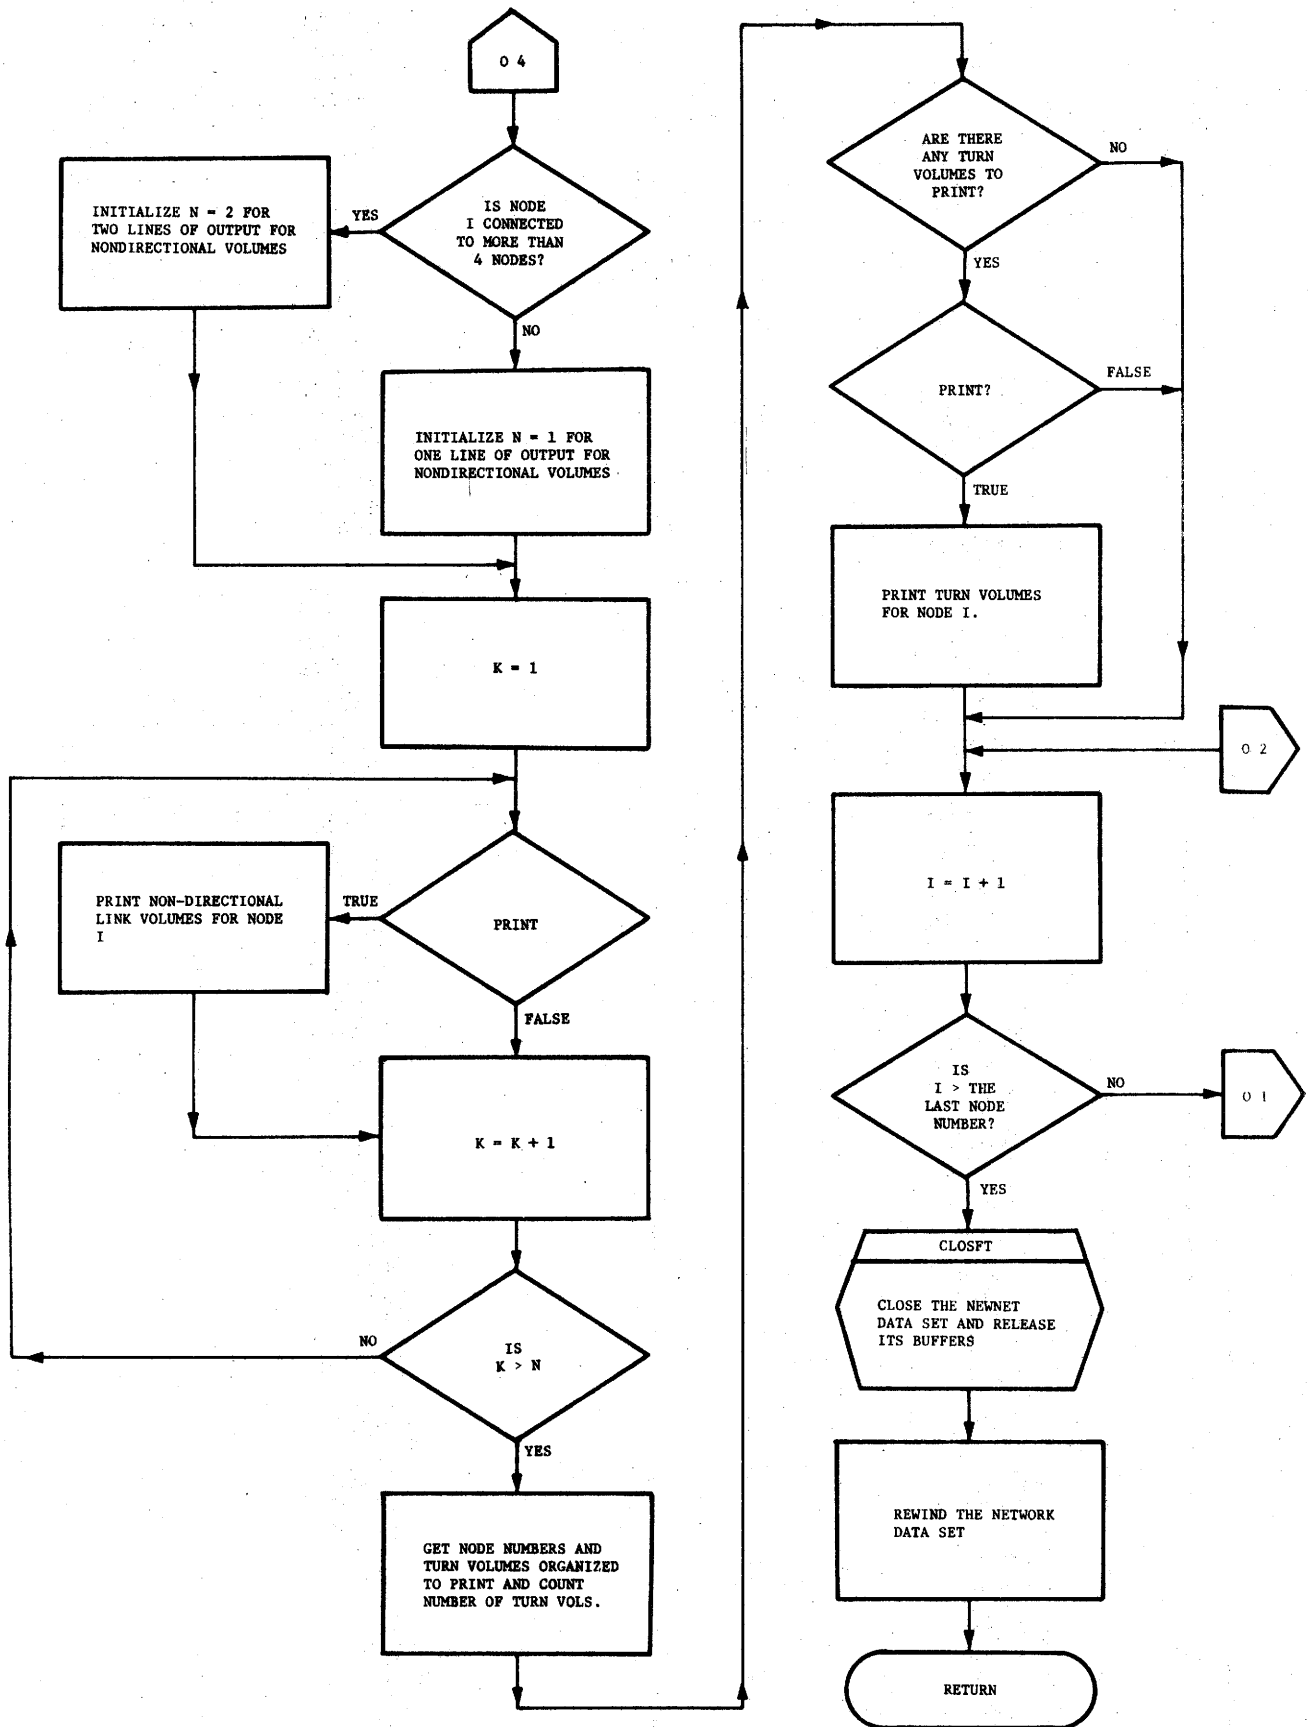 O 4
IS NODE
I CONNECTED
TO MORE THAN
4 NODES?
YES
INITIALIZE N = 2 FOR
TWO LINES OF OUTPUT FOR
NONDIRECTIONAL VOLUMES
NO
INITIALIZE N = 1 FOR
ONE LINE OF OUTPUT FOR
NONDIRECTIONAL VOLUMES
K = 1
PRINT
TRUE
PRINT NON-DIRECTIONAL
LINK VOLUMES FOR NODE
I
FALSE
K = K + 1
IS
K > N
NO
YES
GET NODE NUMBERS AND
TURN VOLUMES ORGANIZED
TO PRINT AND COUNT
NUMBER OF TURN VOLS.
ARE THERE
ANY TURN
VOLUMES TO
PRINT?
NO
YES
PRINT?
FALSE
TRUE
PRINT TURN VOLUMES
FOR NODE I.
O 2
I = I + 1
IS
I > THE
LAST NODE
NUMBER?
NO
O 1
YES
CLOSFT
CLOSE THE NEWNET
DATA SET AND RELEASE
ITS BUFFERS
REWIND THE NETWORK
DATA SET
RETURN